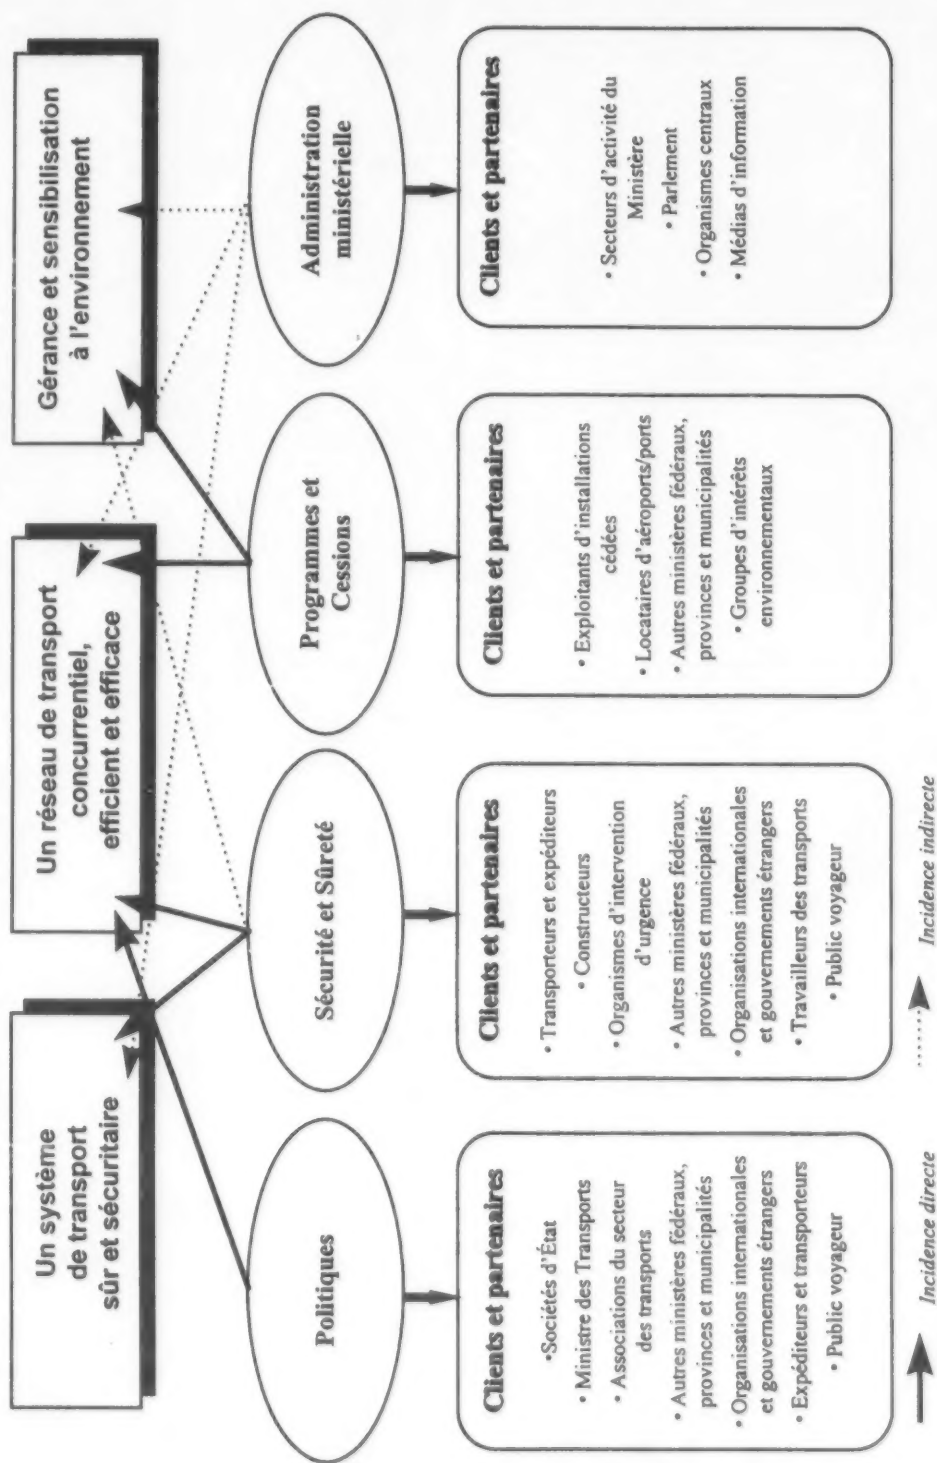 Un système
de transport
sûr et sécuritaire
Un réseau de transport
concurrentiel,
efficient et efficace
Gérance et sensibilisation
à l'environnement
Politiques
Sécurité et Sûreté
Programmes et
Cessions
Administration
ministérielle
Clients et partenaires
•Sociétés d'État
• Ministre des Transports
• Associations du secteur
des transports
• Autres ministères fédéraux,
provinces et municipalités
• Organisations internationales
et gouvernements étrangers
• Expéditeurs et transporteurs
• Public voyageur
Clients et partenaires
• Transporteurs et expéditeurs
• Constructeurs
• Organismes d'intervention
d'urgence
• Autres ministères fédéraux,
provinces et municipalités
• Organisations internationales
et gouvernements étrangers
• Travailleurs des transports
• Public voyageur
Clients et partenaires
• Exploitants d'installations
cédées
• Locataires d'aéroports/ports
• Autres ministères fédéraux,
provinces et municipalités
• Groupes d'intérêts
environnementaux
Clients et partenaires
• Secteurs d'activité du
Ministère
• Parlement
• Organismes centraux
• Médias d'information
Incidence directe
Incidence indirecte